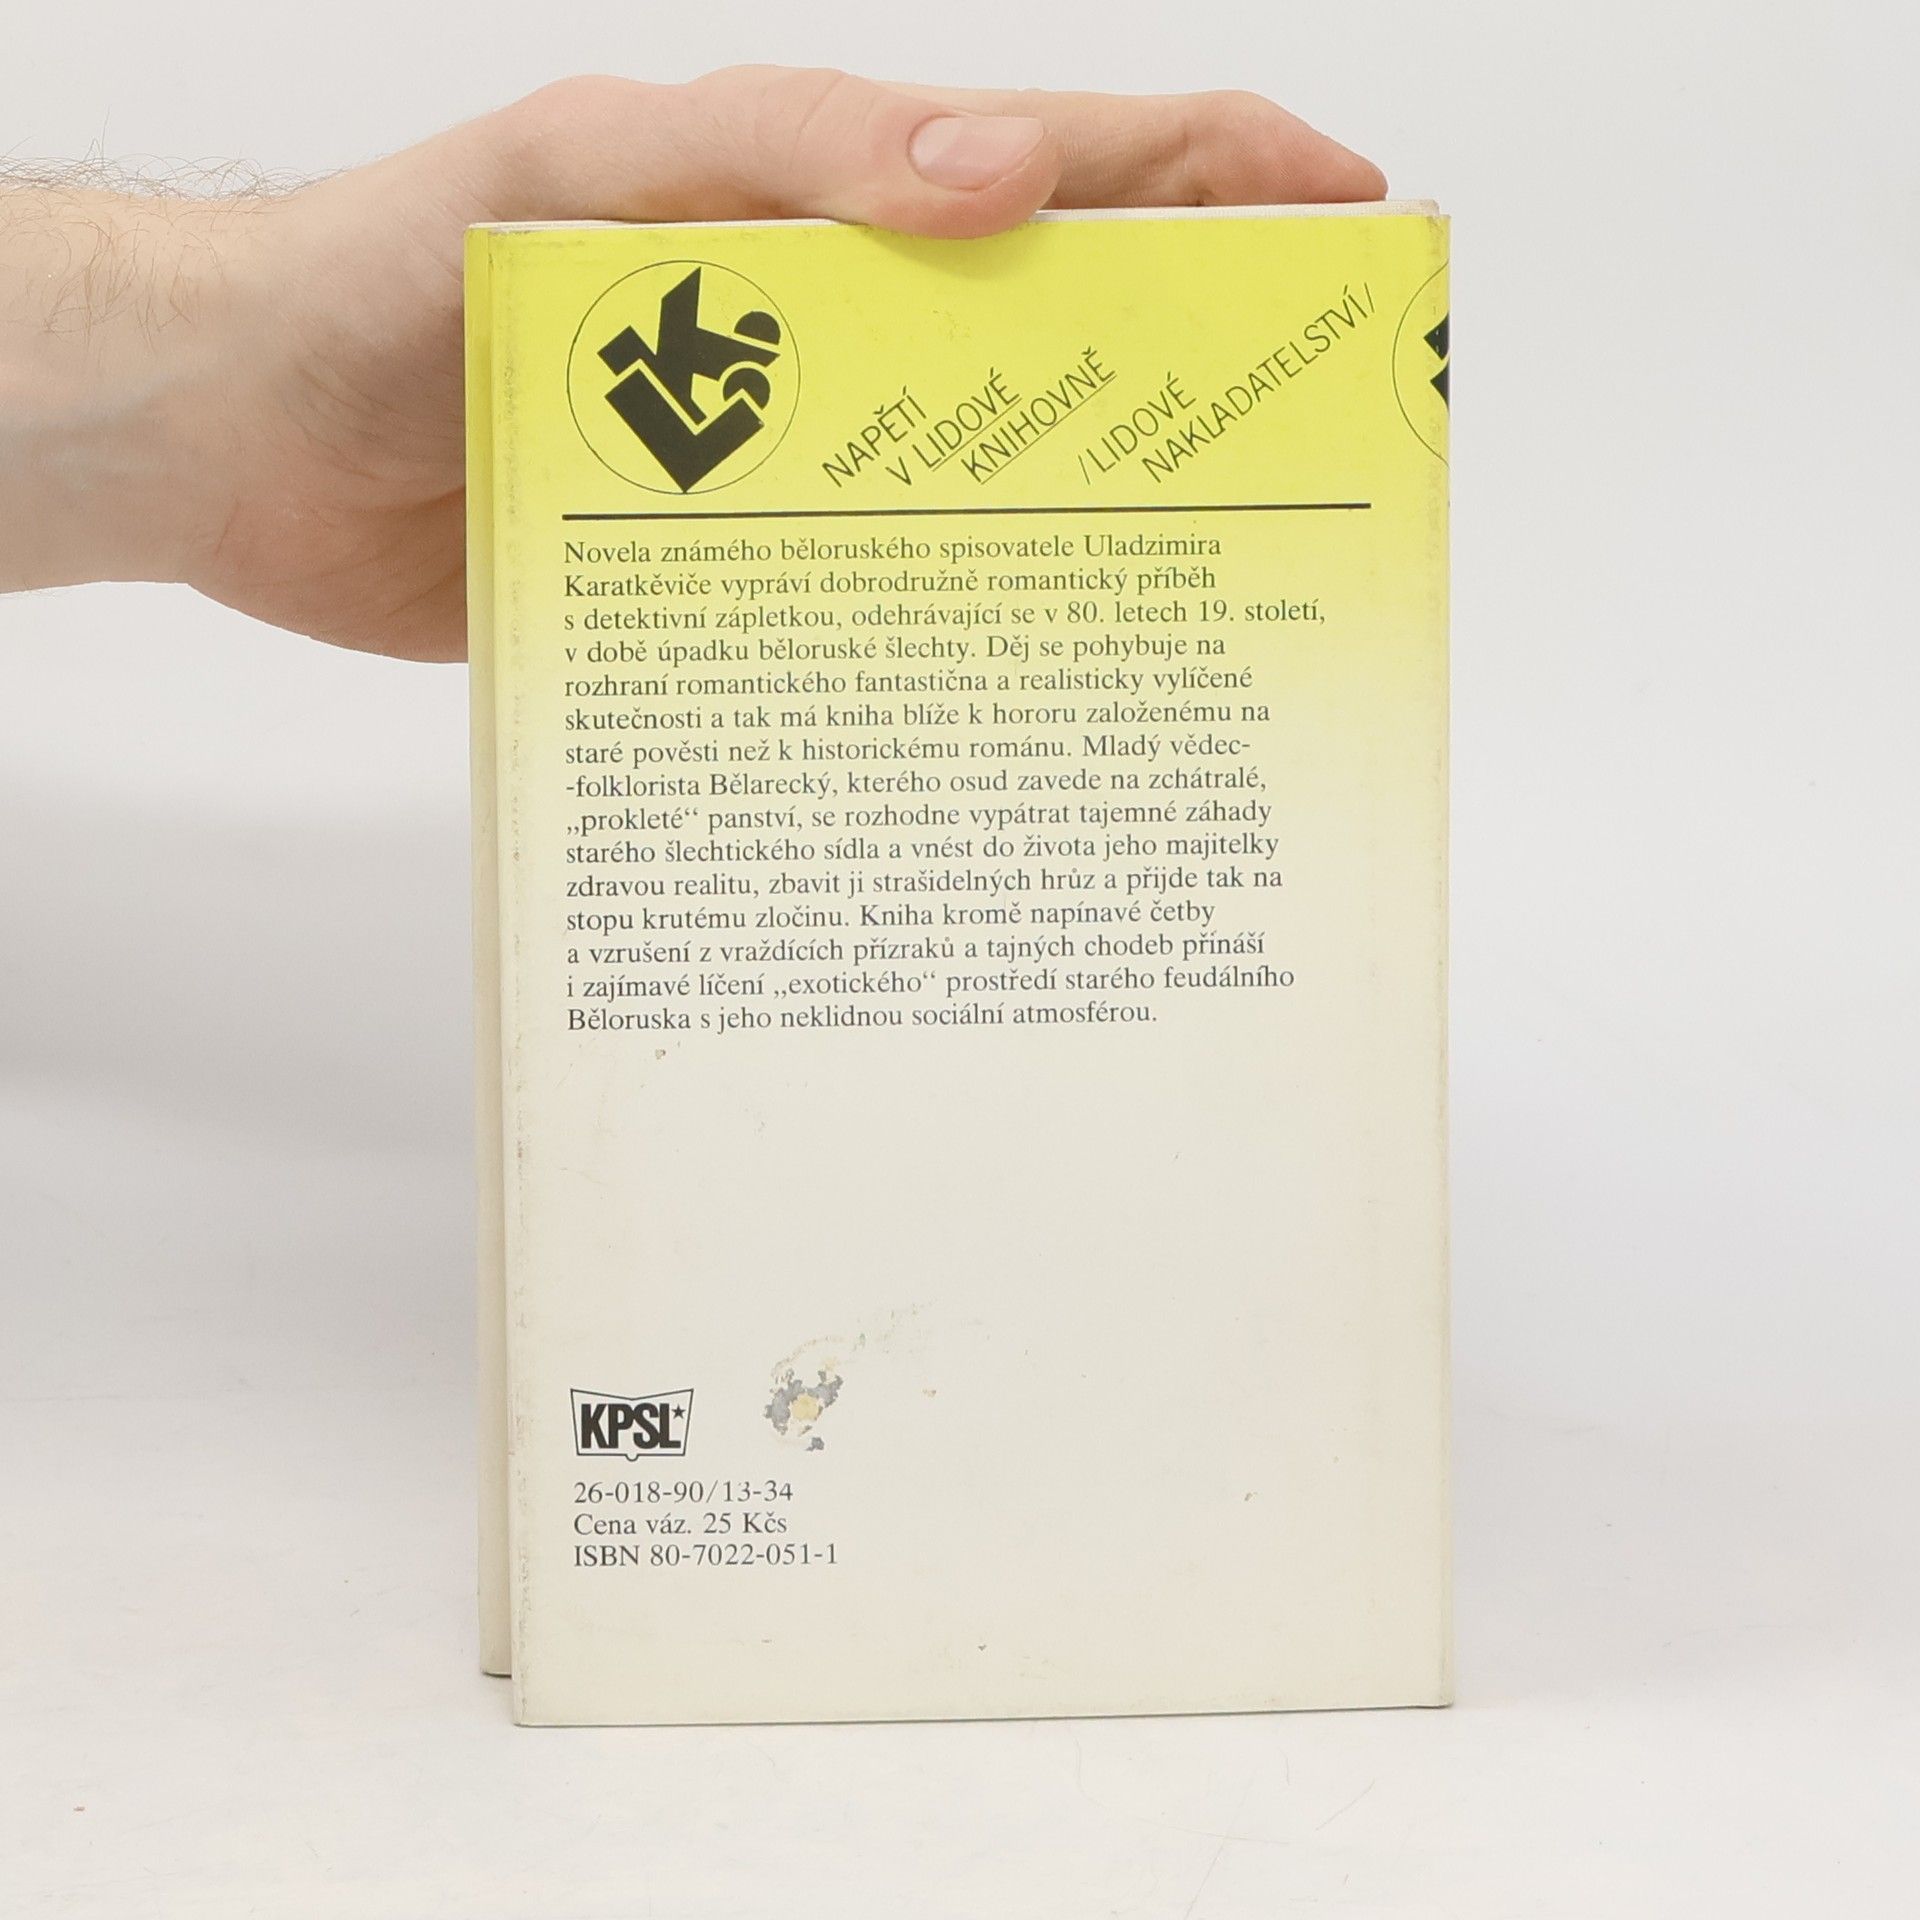 LK
NAPĚTÍ
V LIDOVÉ
KNIHOVNĚ
/LIDOVÉ
NAKLADATELSTVÍ/
Novela známého běloruského spisovatele Uladzimira
Karatkěviče vypráví dobrodružně romantický příběh
s detektivní zápletkou, odehrávající se v 80. letech 19. století,
v době úpadku běloruské šlechty. Děj se pohybuje na
rozhraní romantického fantastična a realisticky vylíčené
skutečnosti a tak má kniha blíže k hororu založenému na
staré pověsti než k historickému románu. Mladý vědec-
-folklorista Bělarecký, kterého osud zavede na zchátralé,
„prokleté“ panství, se rozhodne vypátrat tajemné záhady
starého šlechtického sídla a vnést do života jeho majitelky
zdravou realitu, zbavit ji strašidelných hrůz a přijde tak na
stopu krutému zločinu. Kniha kromě napínavé četby
a vzrušení z vraždících přízraků a tajných chodeb přináší
i zajímavé líčení „exotického“ prostředí starého feudálního
Běloruska s jeho neklidnou sociální atmosférou.
KPSL
26-018-90/13-34
Cena váz. 25 Kčs
ISBN 80-7022-051-1